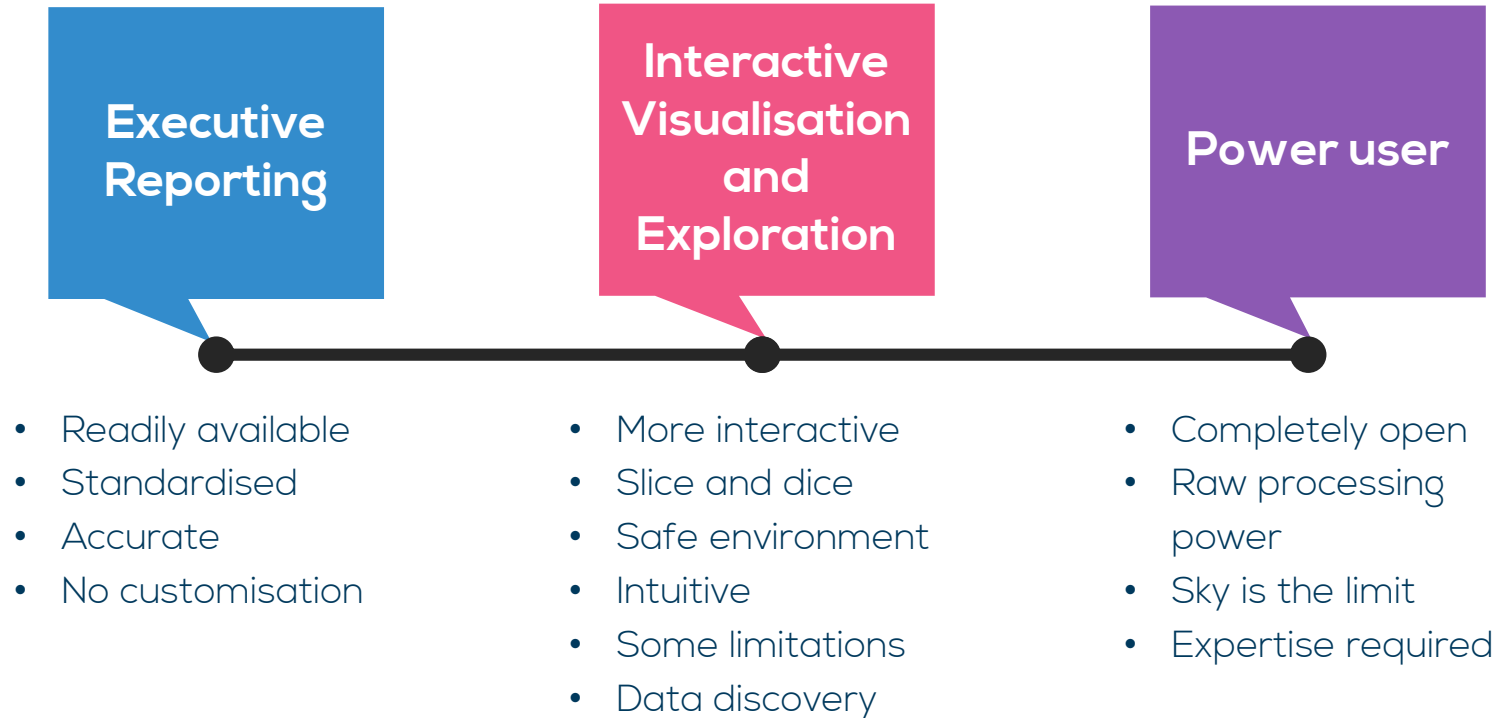 Executive
Reporting
Interactive
Visualisation
and
Exploration
Power user
• Readily available
• Standardised
• Accurate
• No customisation
• More interactive
• Slice and dice
• Safe environment
• Intuitive
• Some limitations
• Data discovery
• Completely open
• Raw processing
power
• Sky is the limit
• Expertise required